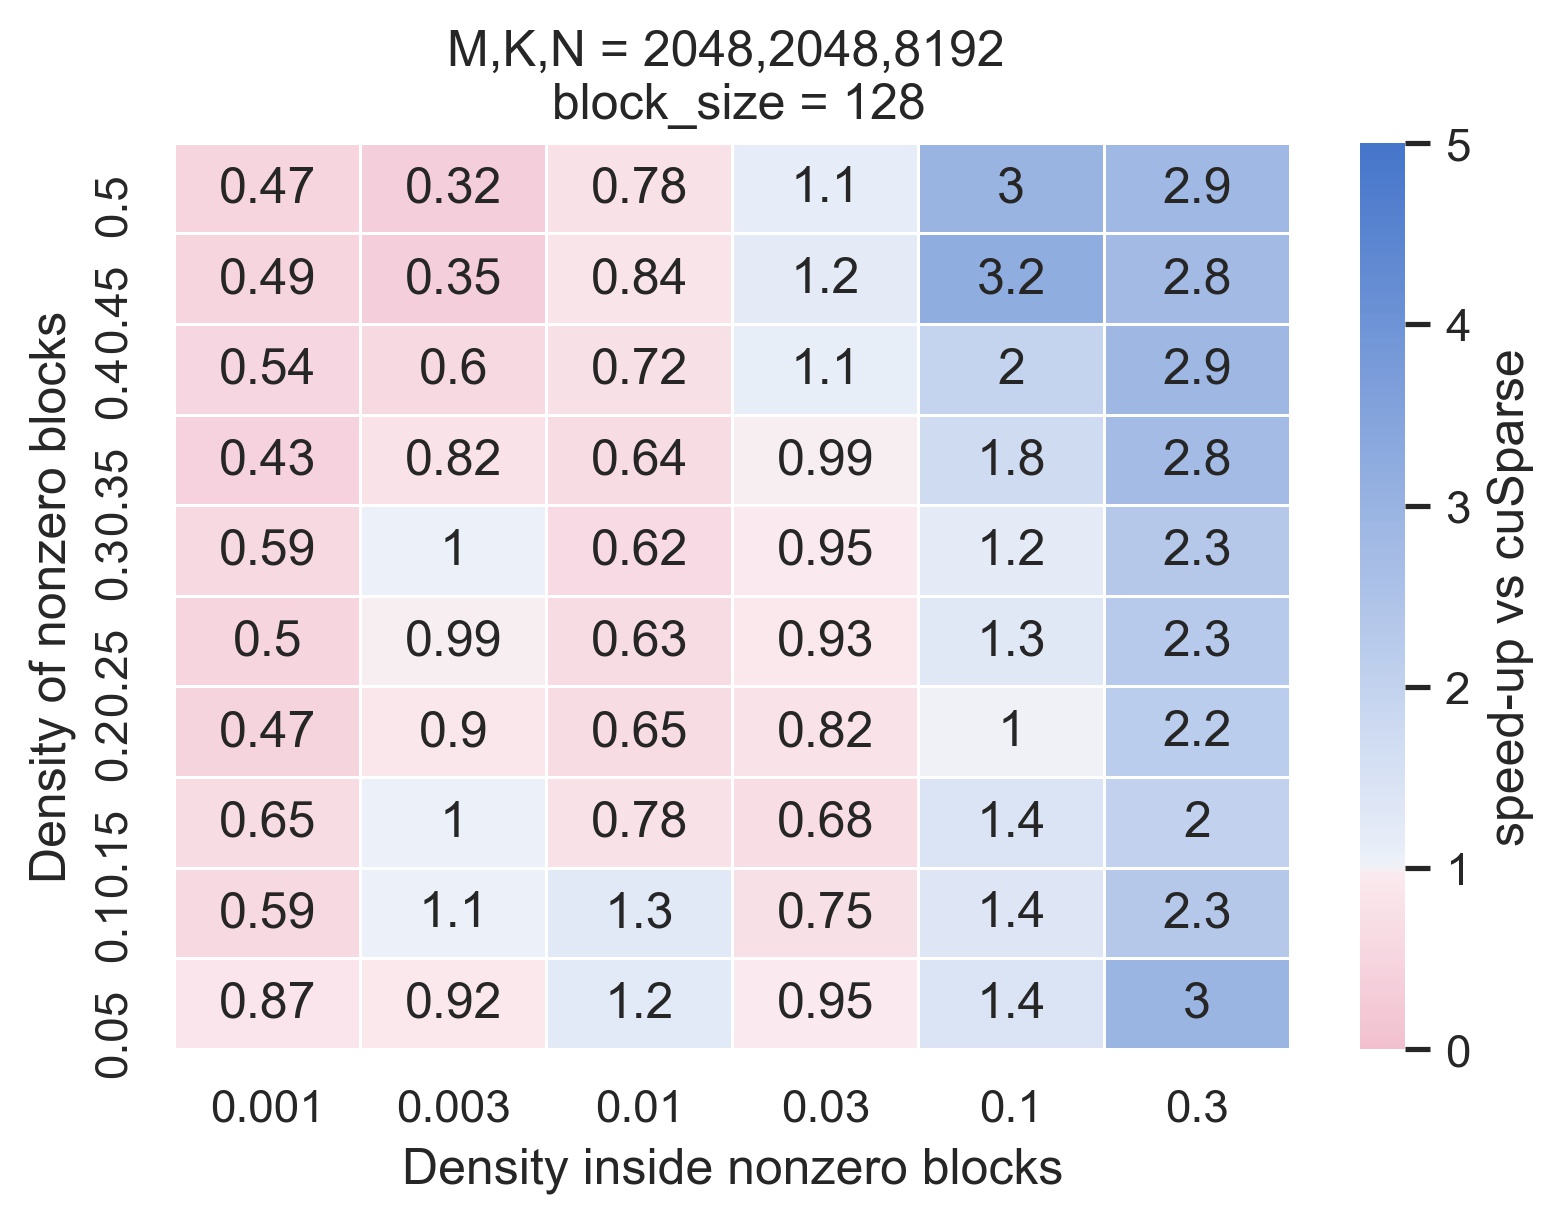 M,K,N = 2048,2048,8192
block_size = 128
Density of nonzero blocks
0.5 0.47 0.32 0.78 1.1 3 2.9
0.45 0.49 0.35 0.84 1.2 3.2 2.8
0.4 0.54 0.6 0.72 1.1 2 2.9
0.35 0.43 0.82 0.64 0.99 1.8 2.8
0.3 0.59 1 0.62 0.95 1.2 2.3
0.25 0.5 0.99 0.63 0.93 1.3 2.3
0.2 0.47 0.9 0.65 0.82 1 2.2
0.15 0.65 1 0.78 0.68 1.4 2
0.1 0.59 1.1 1.3 0.75 1.4 2.3
0.05 0.87 0.92 1.2 0.95 1.4 3
0.001 0.003 0.01 0.03 0.1 0.3
Density inside nonzero blocks
5
4
3
2
1
0
speed-up vs cuSparse